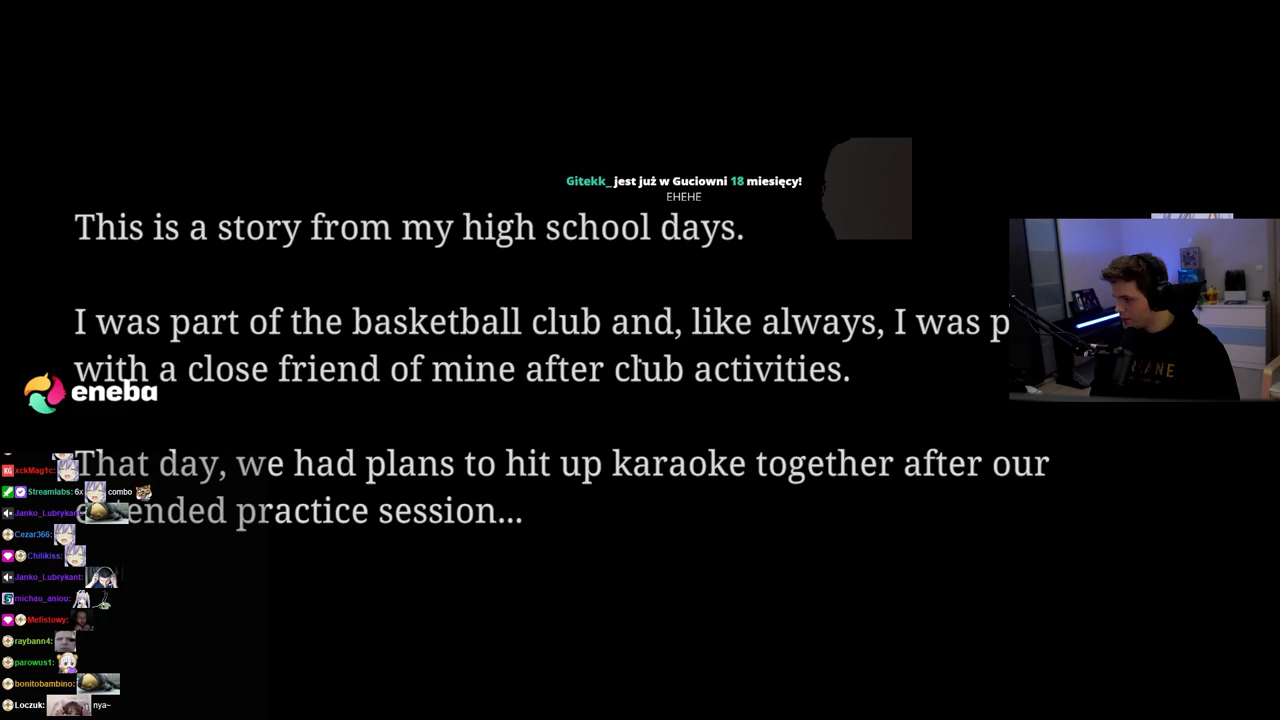 Gitekk_ jest już w Guciowni 18 miesięcy!
EHEHE
This is a story from my high school days.
I was part of the basketball club and, like always, I was p
with a close friend of mine after club activities.
eneba
That day, we had plans to hit up karaoke together after our
ended practice session...
xckMag1c:
Streamlabs: 6x combo
Janko_Lubrykant:
Cezar366:
Chilikiss:
Janko_Lubrykant:
michau_aniou:
Mefistowy:
raybann4:
parowus1:
bonitobambino:
Loczuk: nya~